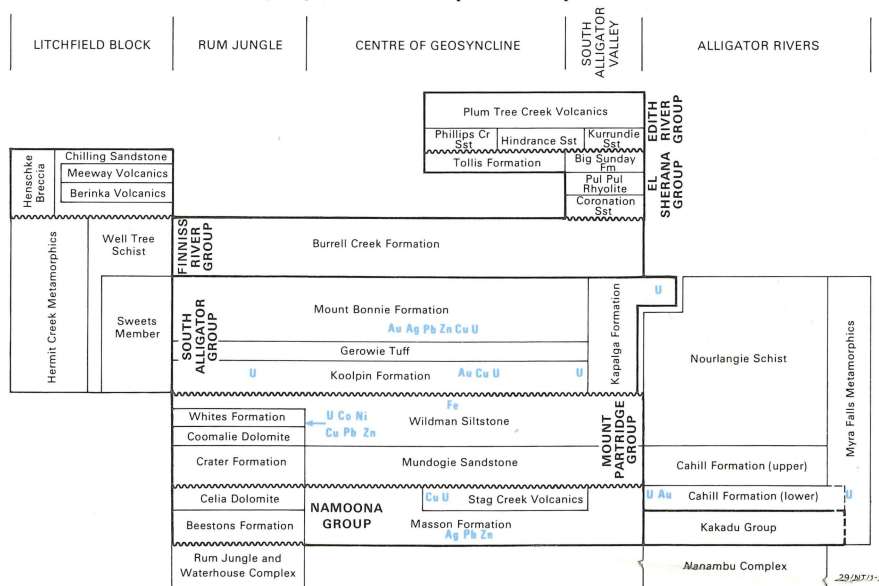 LITCHFIELD BLOCK
RUM JUNGLE
CENTRE OF GEOSYNCLINE
SOUTH
ALLIGATOR
VALLEY
ALLIGATOR RIVERS
Plum Tree Creek Volcanics
EDITH
RIVER
GROUP
Phillips Cr
Sst
Hindrance Sst
Kurrundie
Sst
Tollis Formation
Big Sunday
Fm
Pul Pul
Rhyolite
Coronation
Sst
EL
SHERANA
GROUP
Henschke
Breccia
Chilling Sandstone
Meeway Volcanics
Berinka Volcanics
Hermit Creek Metamorphics
Well Tree
Schist
FINNISS
RIVER
GROUP
Burrell Creek Formation
Sweets
Member
SOUTH
ALLIGATOR
GROUP
Mount Bonnie Formation
Au Ag Pb Zn Cu U
Gerowie Tuff
U
Koolpin Formation
Au Cu U
U
Kapalga Formation
U
Nourlangie Schist
Myra Falls Metamorphics
Whites Formation
Coomalie Dolomite
U Co Ni
Cu Pb Zn
Fe
Wildman Siltstone
MOUNT
PARTRIDGE
GROUP
Crater Formation
Mundogie Sandstone
Cahill Formation (upper)
Celia Dolomite
Beestons Formation
NAMOONA
GROUP
Cu U
Stag Creek Volcanics
Masson Formation
Ag Pb Zn
U Au
Cahill Formation (lower)
U
Kakadu Group
Rum Jungle and
Waterhouse Complex
Nanambu Complex